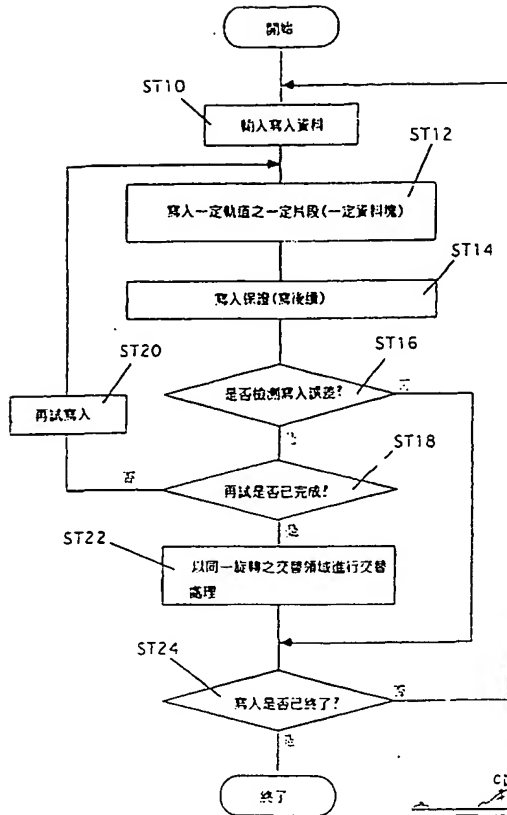 開始
ST10
輸入寫入資料
ST12
寫入一定軌道之一定片段(一定資料塊)
ST14
寫入保證(寫後讀)
ST16
是否檢測寫入誤差?
否
是
ST20
再試寫入
ST18
再試是否已完成?
否
是
ST22
以同一旋轉之交替領域進行交替
處理
ST24
寫入是否已終了?
否
是
終了